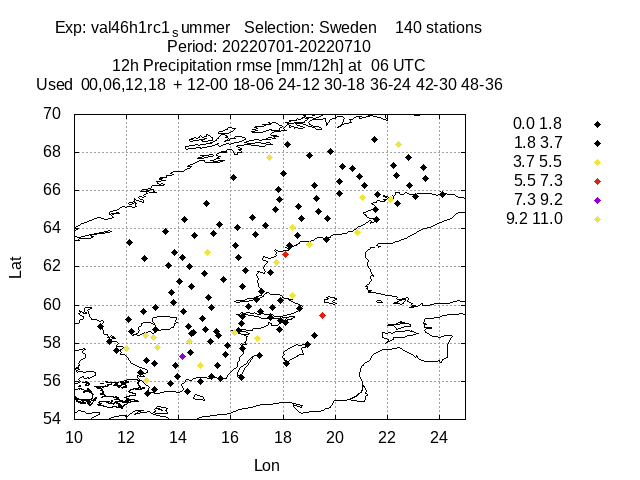 Exp: val46h1rc1summer Selection: Sweden 140 stations
Period: 20220701-20220710
12h Precipitation rmse [mm/12h] at 06 UTC
Used 00,06,12,18 + 12-00 18-06 24-12 30-18 36-24 42-30 48-36
70
68
66
64
62
60
58
56
54
Lat
10 12 14 16 18 20 22 24
Lon
0.0 1.8
1.8 3.7
3.7 5.5
5.5 7.3
7.3 9.2
9.2 11.0